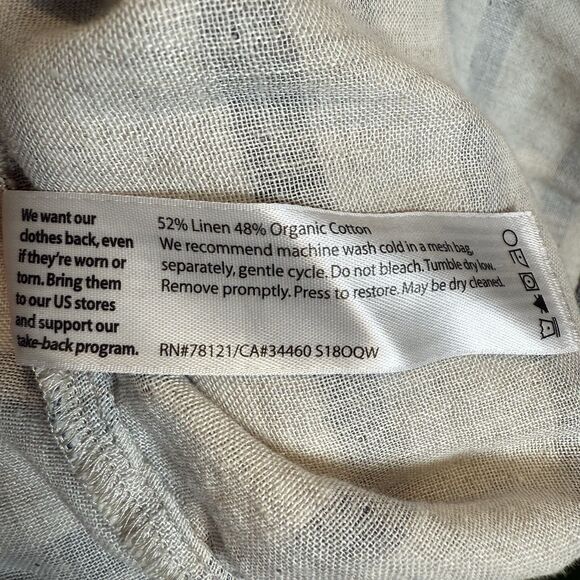 We want our
clothes back, even
if they're worn or
torn. Bring them
to our US stores
and support our
take-back program.
52% Linen 48% Organic Cotton
We recommend machine wash cold in a mesh bag,
separately, gentle cycle. Do not bleach. Tumble dry low.
Remove promptly. Press to restore. May be dry cleaned.
RN#78121/CA#34460 S18OQW